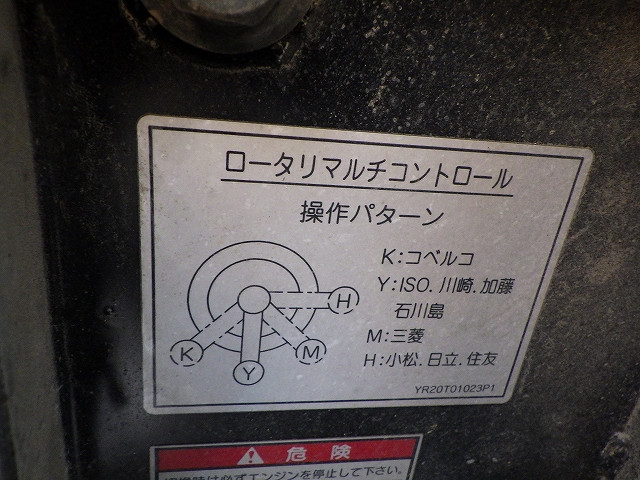 ロータリマルチコントロール
操作パターン
K:コベルコ
Y:ISO.川崎.加藤
石川島
M:三菱
H:小松.日立.住友
H
K
M
Y
YR20T01023P1
危険
時は必ずエンジンを停止して下さい。